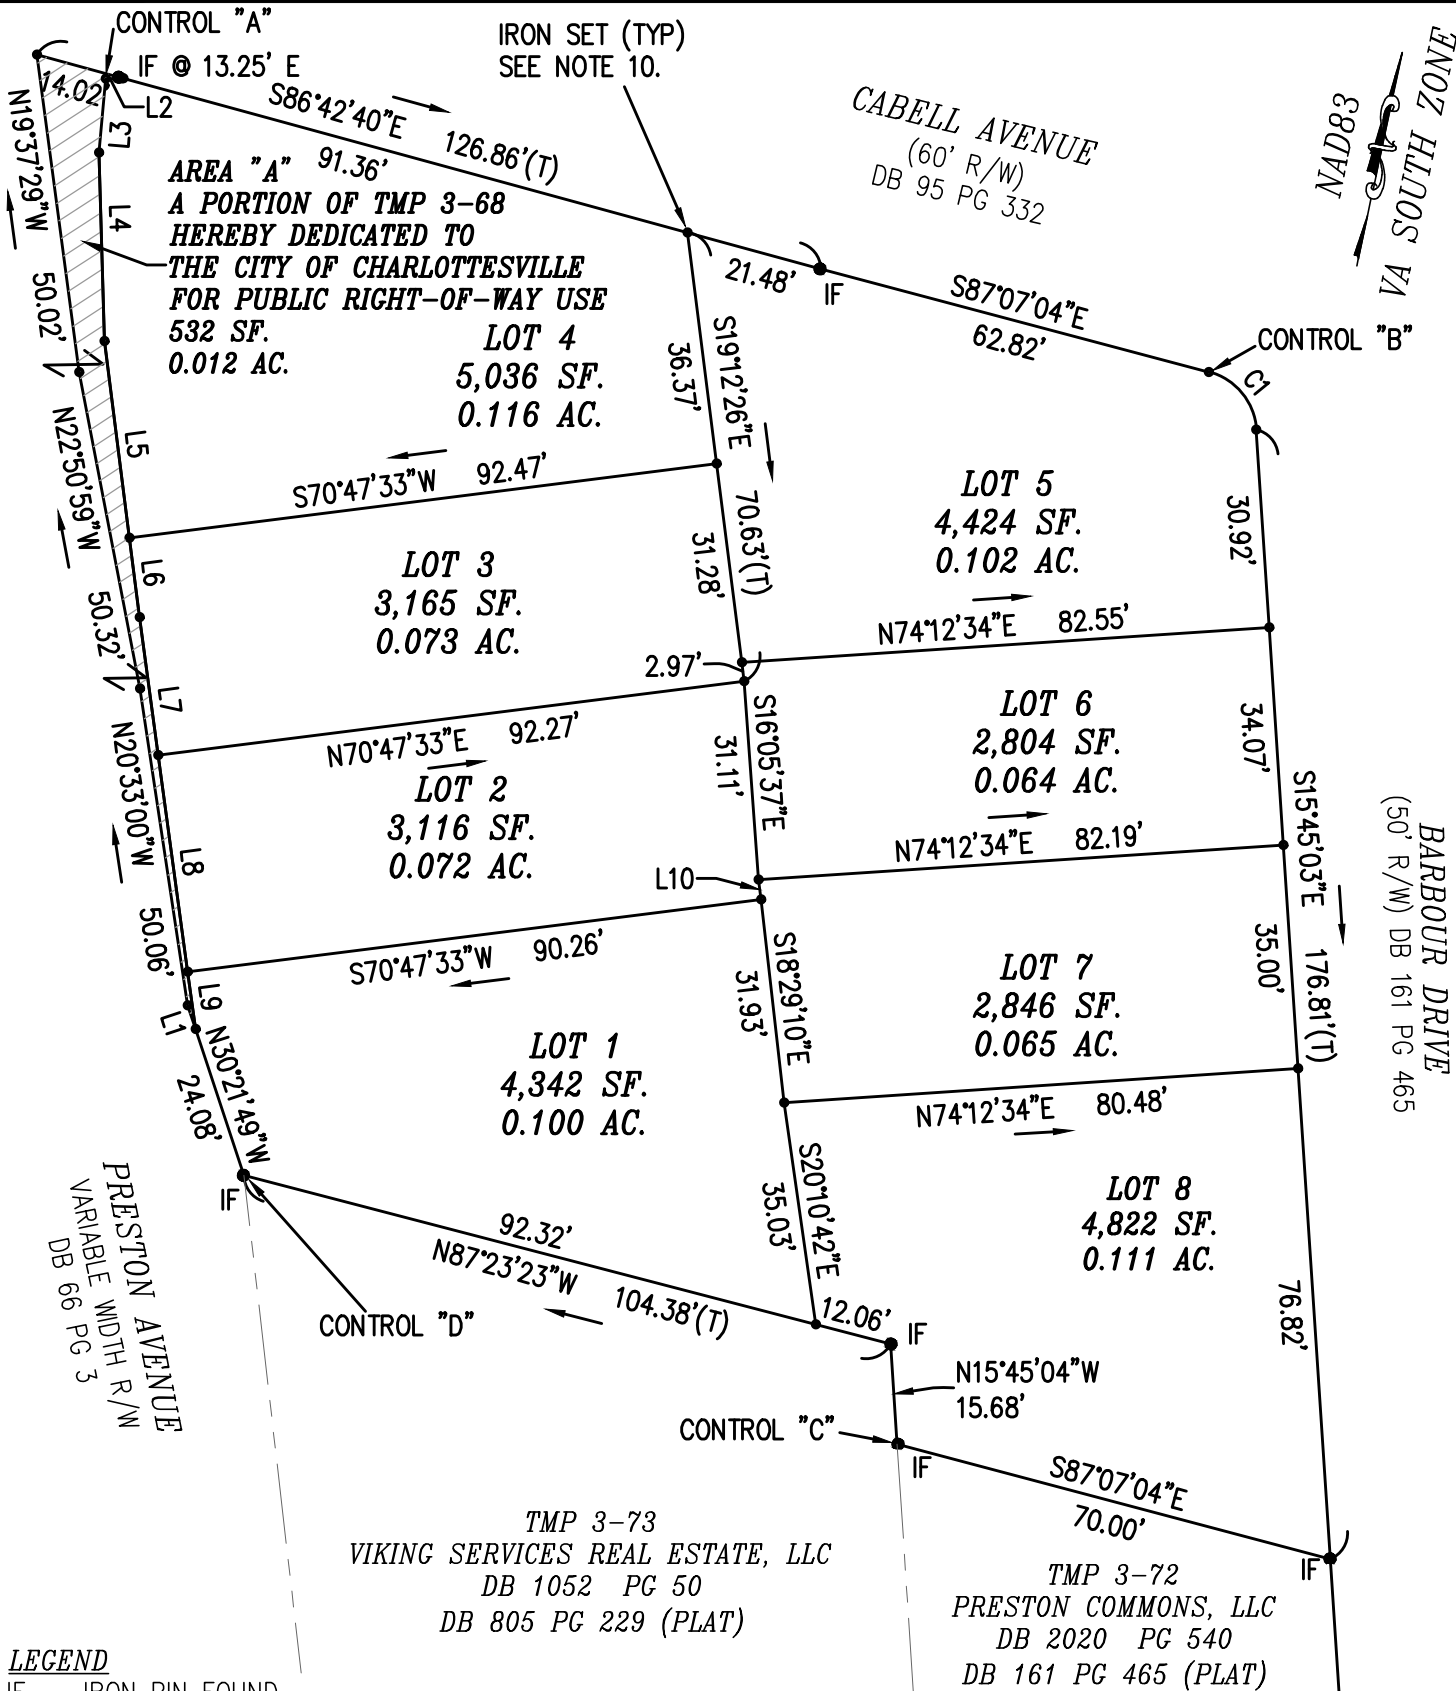 CONTROL "A"
IF @ 13.25' E
14.02'
L2
L3
L4
IRON SET (TYP)
SEE NOTE 10.
S86°42'40"E 126.86'(T)
91.36'
CABELL AVENUE
(60' R/W)
DB 95 PG 332
NAD83
VA SOUTH ZONE
N19°37'29"W
50.02'
AREA "A"
A PORTION OF TMP 3-68
HEREBY DEDICATED TO
THE CITY OF CHARLOTTESVILLE
FOR PUBLIC RIGHT-OF-WAY USE
532 SF.
0.012 AC.
LOT 4
5,036 SF.
0.116 AC.
21.48'
IF
S87°07'04"E
62.82'
CONTROL "B"
C1
S19°12'26"E
70.63'(T)
36.37'
L5
N22°50'59"W
50.32'
S70°47'33"W 92.47'
LOT 5
4,424 SF.
0.102 AC.
30.92'
LOT 3
3,165 SF.
0.073 AC.
31.28'
L6
N74°12'34"E 82.55'
2.97'
L7
N70°47'33"E 92.27'
S16°05'37"E
31.11'
LOT 6
2,804 SF.
0.064 AC.
34.07'
N20°33'00"W
50.06'
LOT 2
3,116 SF.
0.072 AC.
L8
N74°12'34"E 82.19'
L10
S15°45'03"E 176.81'(T)
BARBOUR DRIVE
(50' R/W) DB 161 PG 465
S70°47'33"W 90.26'
S18°29'10"E
31.93'
LOT 7
2,846 SF.
0.065 AC.
35.00'
L9
L1
LOT 1
4,342 SF.
0.100 AC.
N30°21'49"W
24.08'
N74°12'34"E 80.48'
S20°10'42"E
35.03'
LOT 8
4,822 SF.
0.111 AC.
76.82'
IF
PRESTON AVENUE
VARIABLE WIDTH R/W
DB 66 PG 3
92.32'
N87°23'23"W 104.38'(T)
12.06'
IF
CONTROL "D"
N15°45'04"W
15.68'
CONTROL "C"
IF
S87°07'04"E
70.00'
IF
TMP 3-73
VIKING SERVICES REAL ESTATE, LLC
DB 1052 PG 50
DB 805 PG 229 (PLAT)
TMP 3-72
PRESTON COMMONS, LLC
DB 2020 PG 540
DB 161 PG 465 (PLAT)
LEGEND
IF IRON PIN FOUND